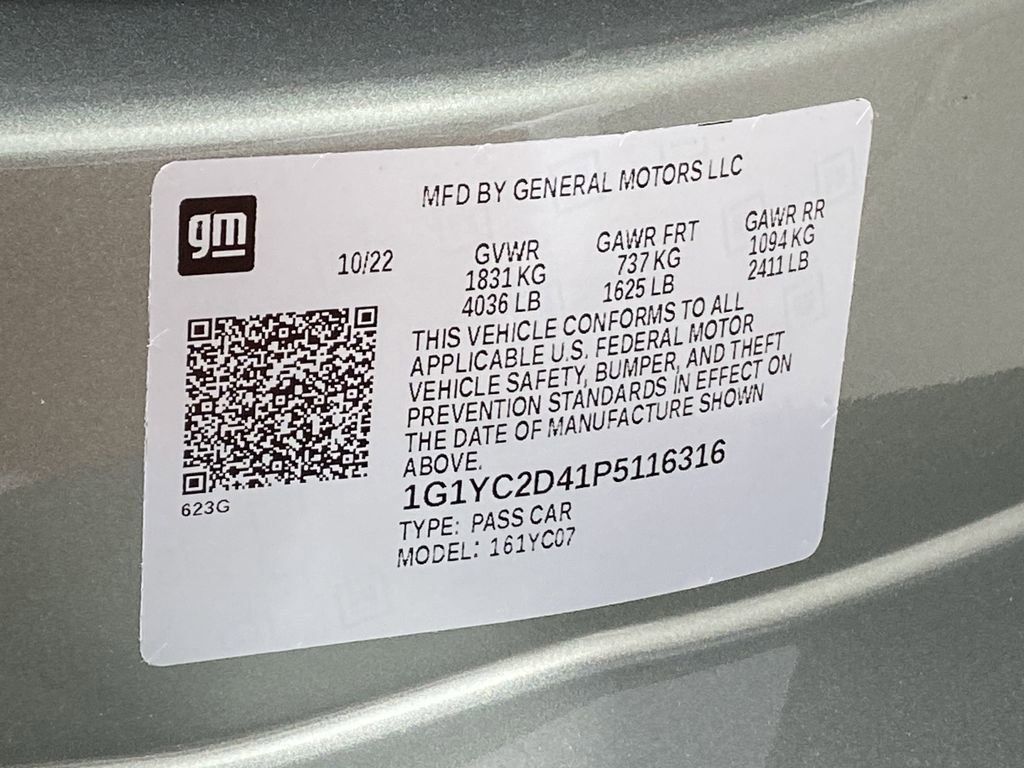 MFD BY GENERAL MOTORS LLC
gm
10/22
GVWR
1831 KG
4036 LB
GAWR FRT
737 KG
1625 LB
GAWR RR
1094 KG
2411 LB
THIS VEHICLE CONFORMS TO ALL
APPLICABLE U.S. FEDERAL MOTOR
VEHICLE SAFETY, BUMPER, AND THEFT
PREVENTION STANDARDS IN EFFECT ON
THE DATE OF MANUFACTURE SHOWN
ABOVE.
1G1YC2D41P5116316
TYPE: PASS CAR
MODEL: 161YC07
623G